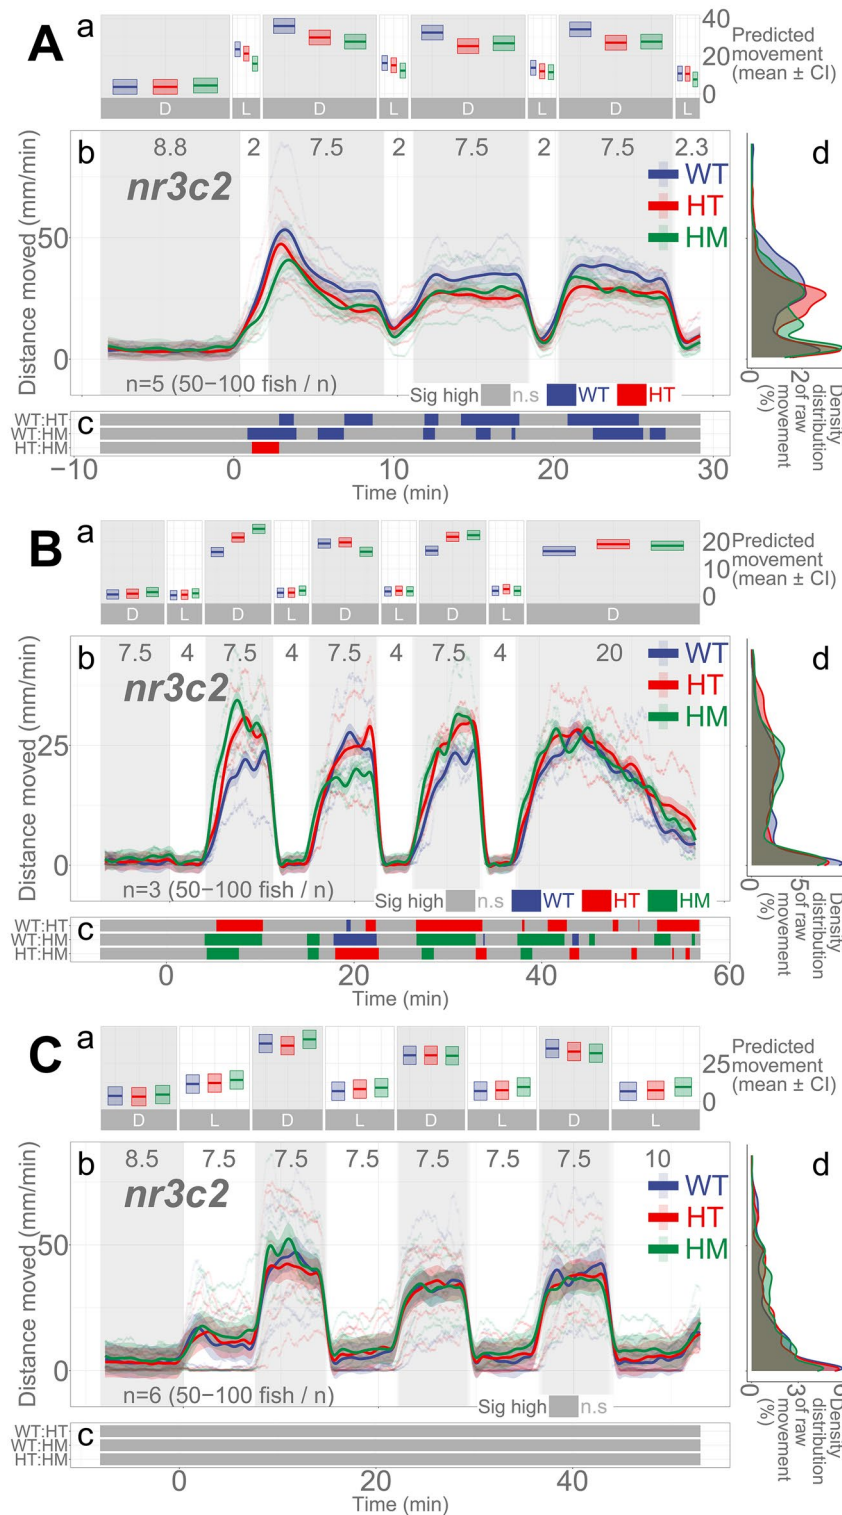 A a
40
20
0
Predicted
movement
(mean ± CI)
D L D L D L D L
b 8.8 2 7.5 2 7.5 2 7.5 2.3 d
nr3c2
WT
HT
HM
Distance moved (mm/min)
50
0
n=5 (50−100 fish / n)
Sig high n.s WT HT
0 2
Density
distribution
of raw
movement
(%)
WT:HT
WT:HM
HT:HM
c
−10 0 10 20 30
Time (min)
B a
20
10
0
Predicted
movement
(mean ± CI)
D L D L D L D L D
b 7.5 4 7.5 4 7.5 4 7.5 4 20 d
nr3c2
WT
HT
HM
Distance moved (mm/min)
25
0
n=3 (50−100 fish / n)
Sig high n.s WT HT HM
0 5
Density
distribution
of raw
movement
(%)
WT:HT
WT:HM
HT:HM
c
0 20 40 60
Time (min)
C a
25
0
Predicted
movement
(mean ± CI)
D L D L D L D L
b 8.5 7.5 7.5 7.5 7.5 7.5 7.5 10 d
nr3c2
WT
HT
HM
Distance moved (mm/min)
50
0
n=6 (50−100 fish / n)
Sig high n.s
0 3 6
Density
distribution
of raw
movement
(%)
WT:HT
WT:HM
HT:HM
c
0 20 40
Time (min)